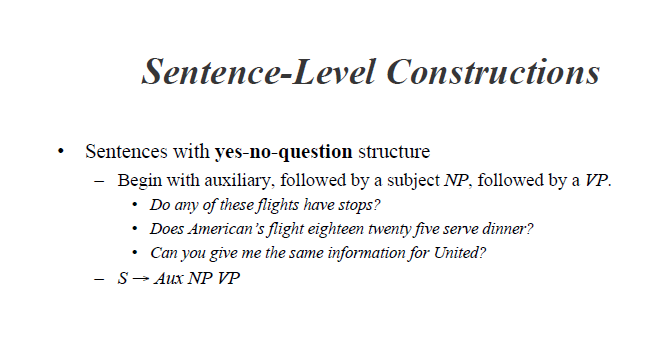 Sentence-Level Constructions
• Sentences with yes-no-question structure
– Begin with auxiliary, followed by a subject NP, followed by a VP.
• Do any of these flights have stops?
• Does American's flight eighteen twenty five serve dinner?
• Can you give me the same information for United?
– S → Aux NP VP